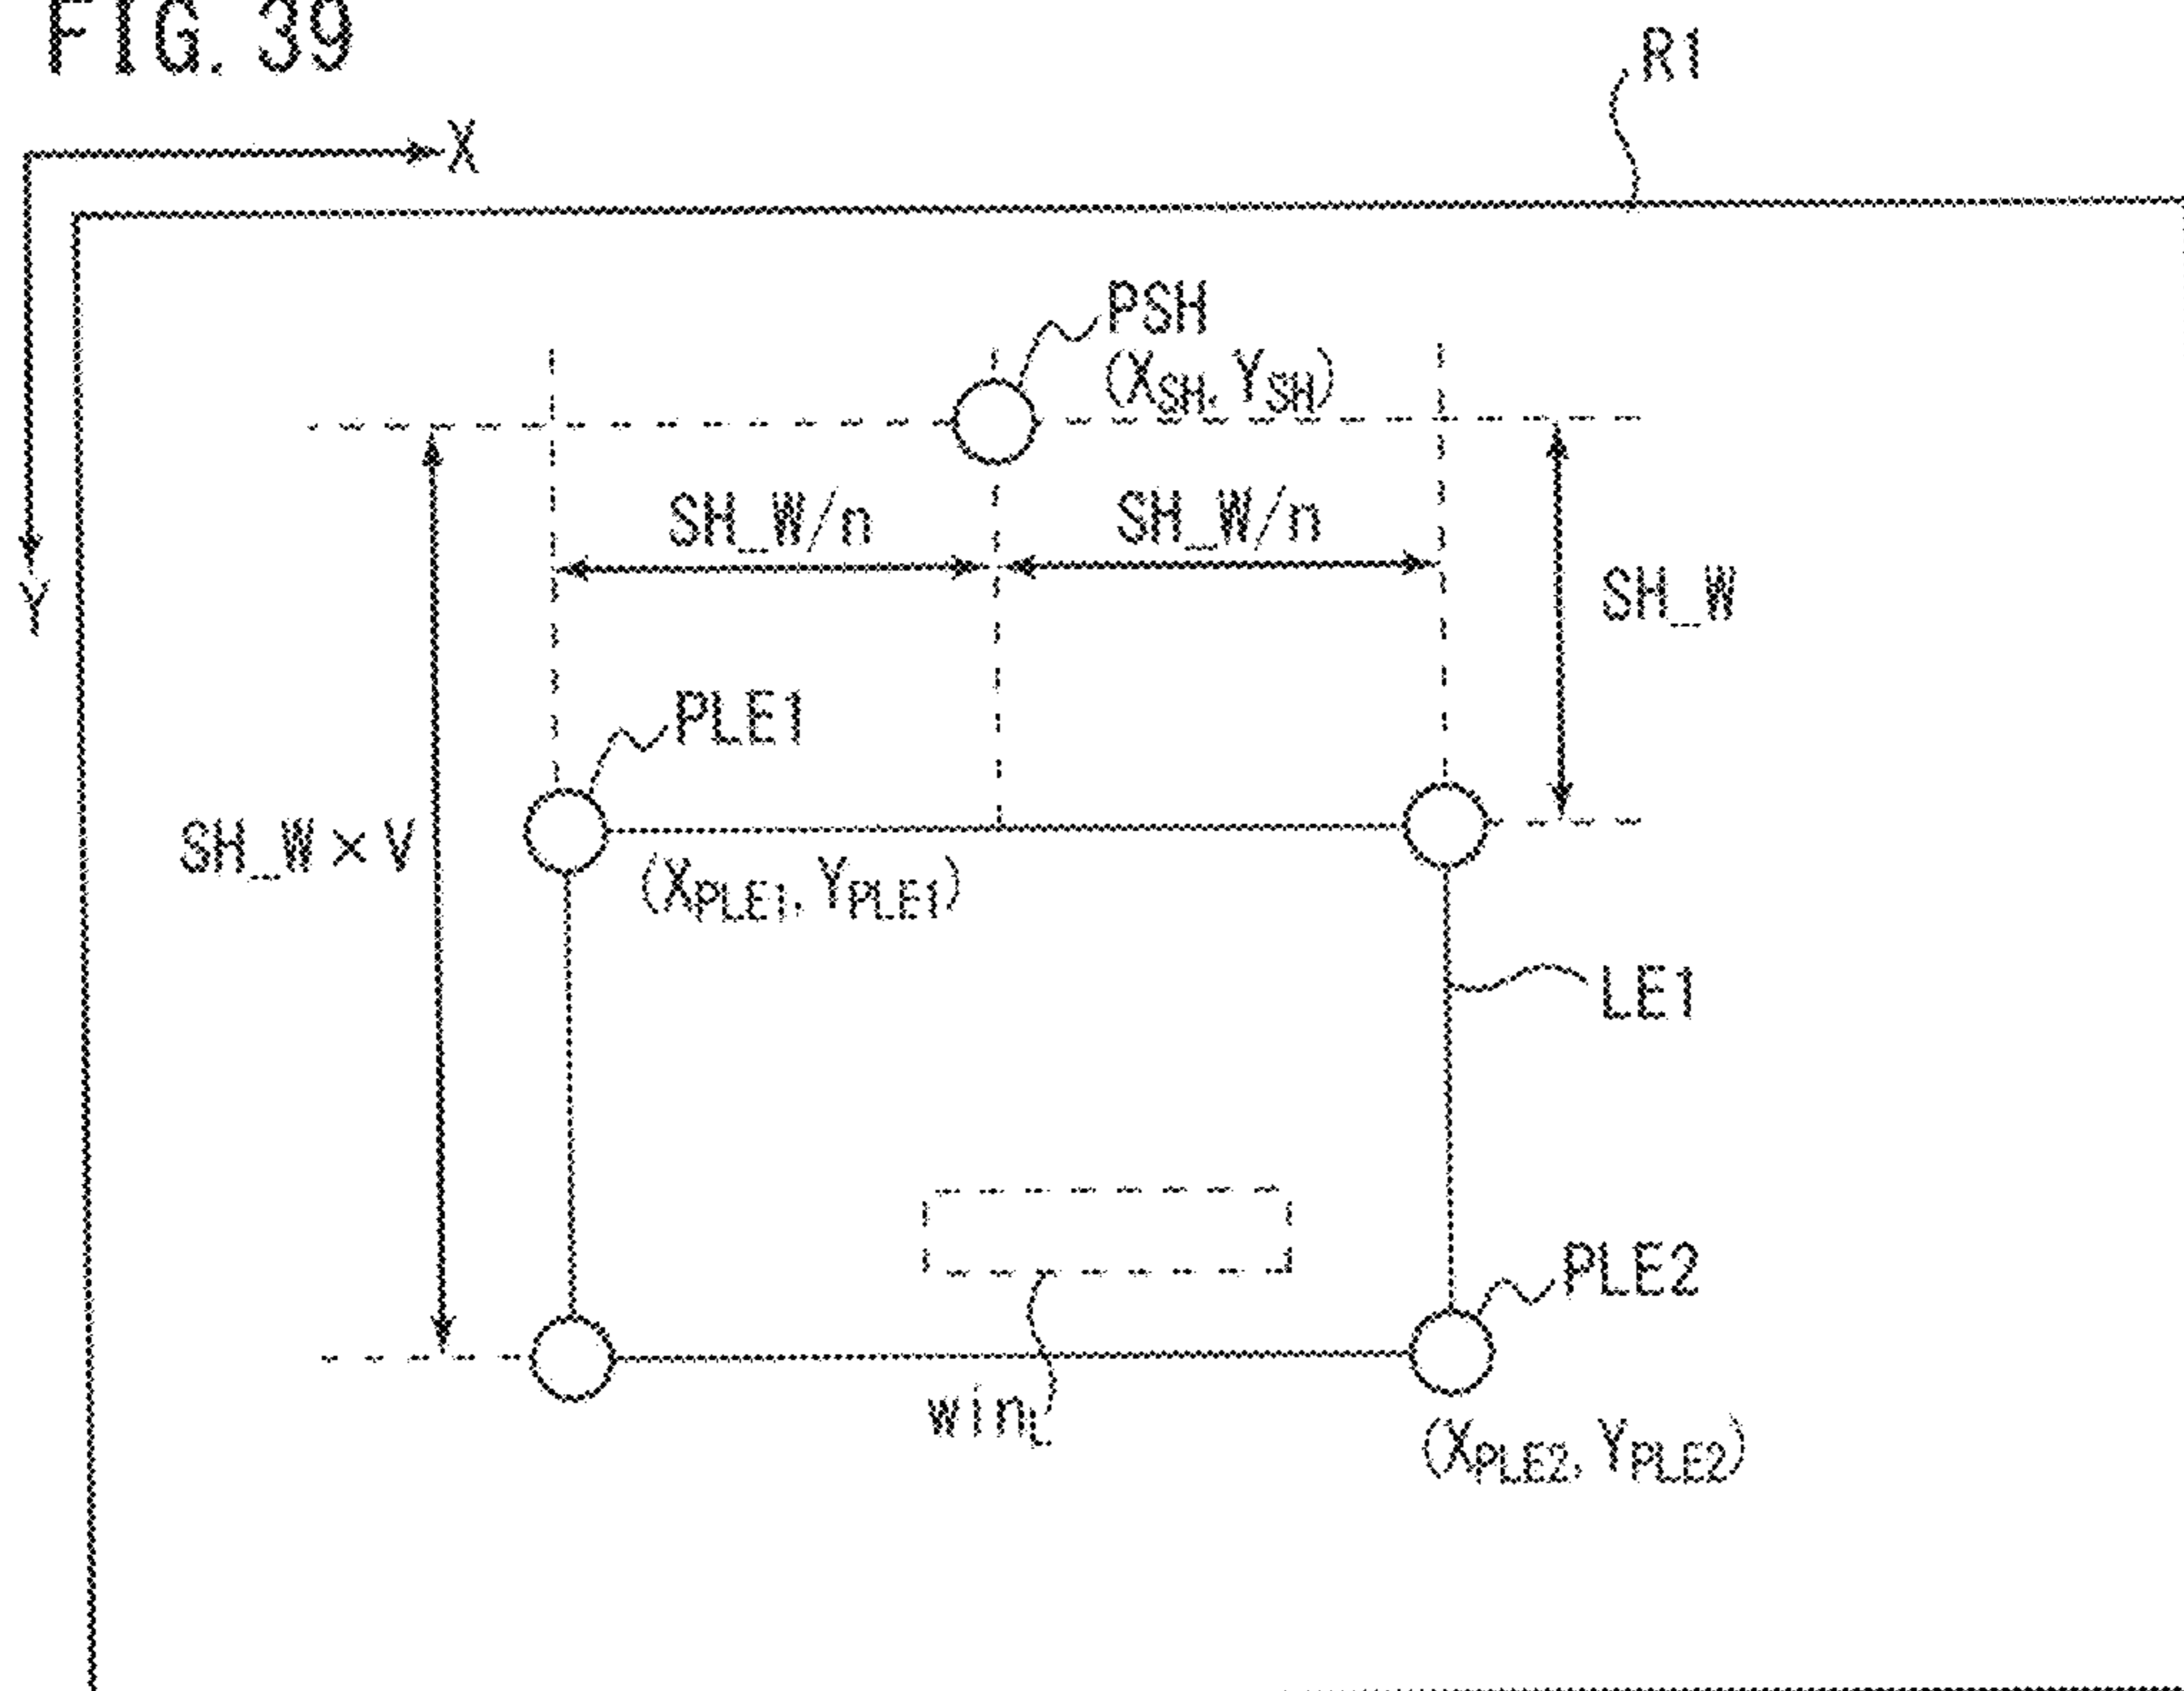 FIG. 39
R1
X
PSH
(XSH, YSH)
SH_W/n
SH_W/n
SH_W
Y
PLE1
SH_W×V
(XPLE1, YPLE1)
LE1
PLE2
winL
(XPLE2, YPLE2)